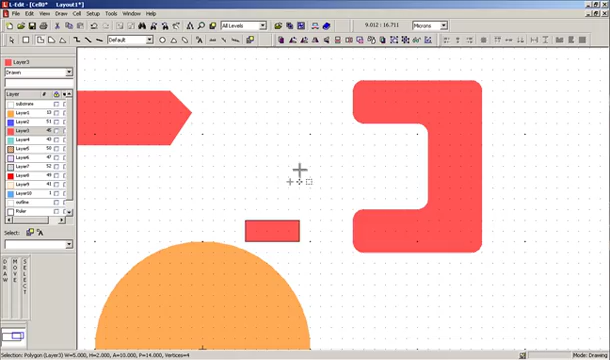 L-Edit - [Cell0* Layout1*]
File Edit View Draw Cell Setup Tools Window Help
All Levels
9.012 : 16.711
Microns
Default
Layer3
Drawn
Layer
substrate
Layer1
Layer2
Layer3
Layer4
Layer5
Layer6
Layer7
Layer8
Layer9
Layer10
outline
Ruler
Select:
DRAW
MOVE
SELECT
Selection: Polygon (Layer3) W=5.000, H=2.000, A=10.000, P=14.000, Vertices=4
Mode: Drawing